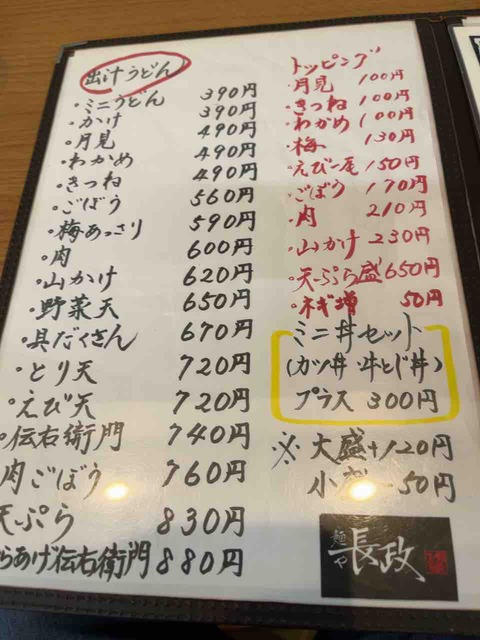 出汁うどん
・ミニうどん 390円
・かけ 390円
・月見 490円
・わかめ 490円
・きつね 490円
・ごぼう 560円
・梅あっさり 590円
・肉 600円
・山かけ 620円
・野菜天 650円
・具だくさん 670円
・とり天 720円
・えび天 720円
・伝右衛門 740円
肉ごぼう 760円
天ぷら 830円
らあげ伝右衛門 880円
トッピング
・月見 100円
・きつね 100円
・わかめ 100円
・梅 130円
・えび一尾 150円
・ごぼう 170円
・肉 210円
・山かけ 230円
・天ぷら盛 650円
・ネギ増 50円
ミニ丼セット
(カツ丼・牛とじ丼)
プラス 300円
※大盛+120円
小盛-50円
麺や
長政